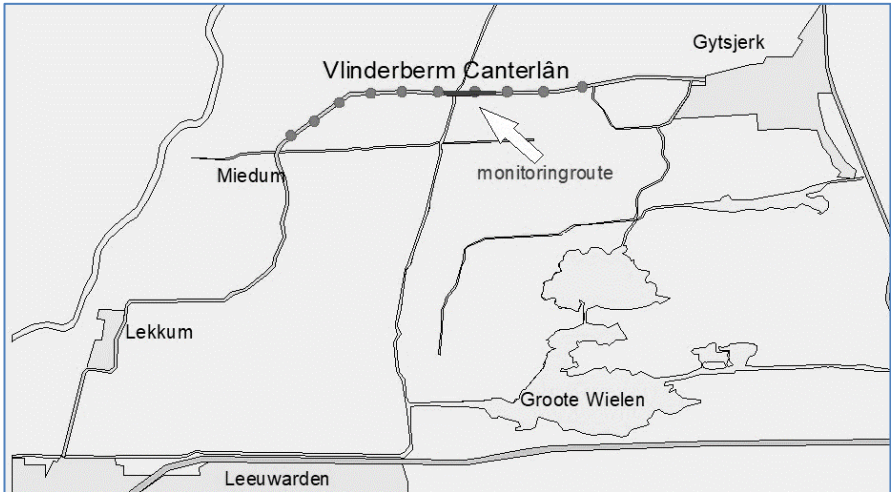 Gytsjerk
Vlinderberm Canterlân
Miedum
monitoringroute
Lekkum
Groote Wielen
Leeuwarden